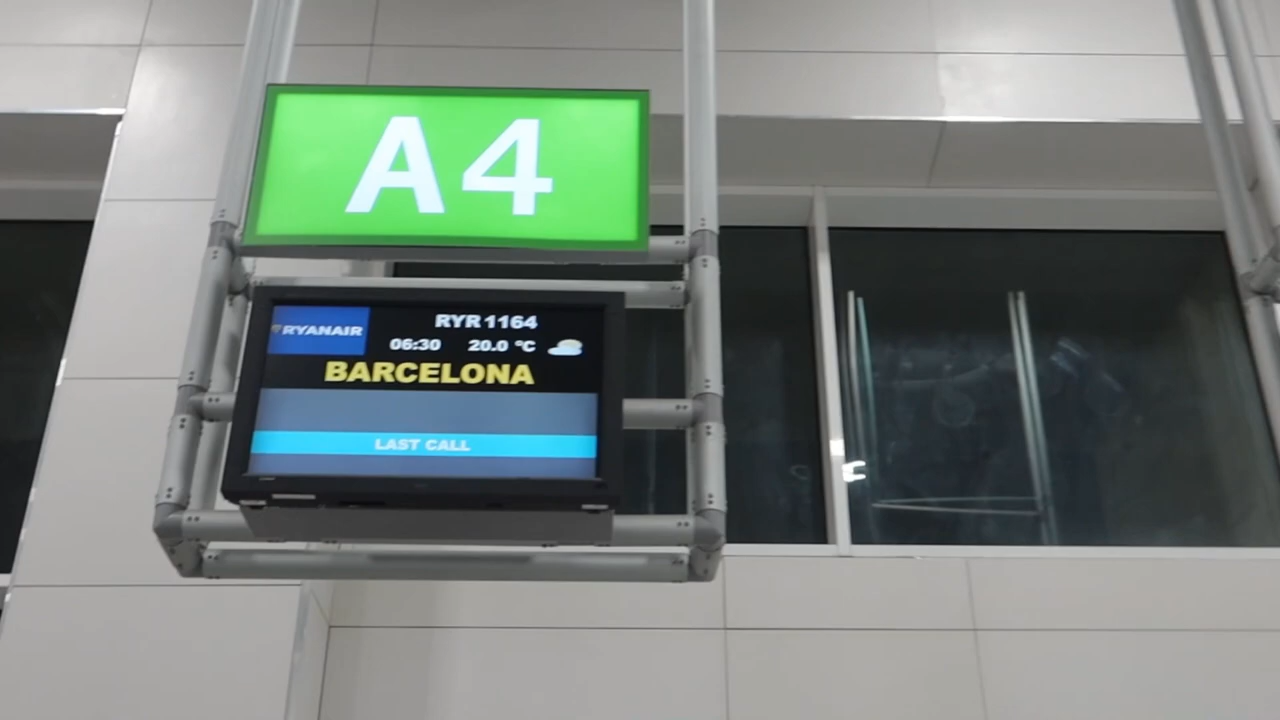 A4
RYANAIR
RYR 1164
06:30 20.0 °C
BARCELONA
LAST CALL